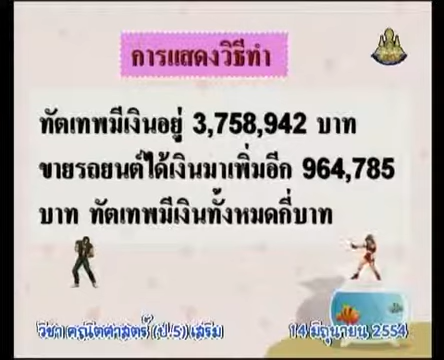 การแสดงวิธีทำ
ทัตเทพมีเงินอยู่ 3,758,942 บาท
ขายรถยนต์ได้เงินมาเพิ่มอีก 964,785
บาท ทัตเทพมีเงินทั้งหมดกี่บาท
วิชา คณิตศาสตร์ (ป.5) เสริม
14 มิถุนายน 2554